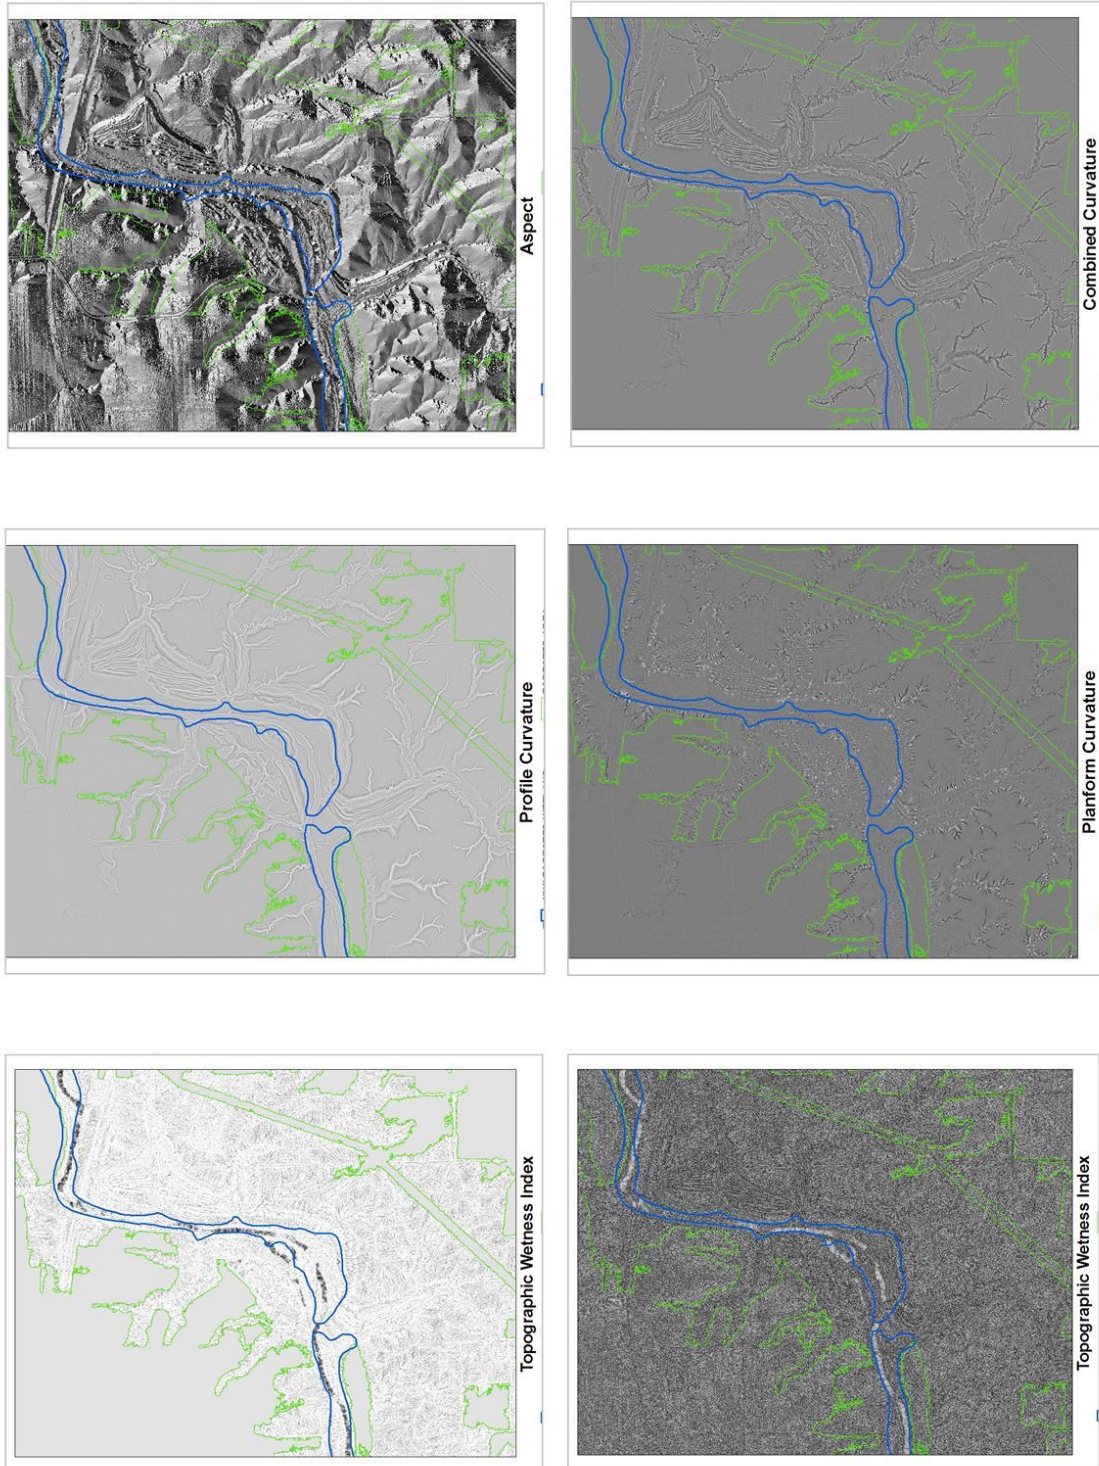 Aspect
Combined Curvature
Profile Curvature
Planform Curvature
Topographic Wetness Index
Topographic Wetness Index